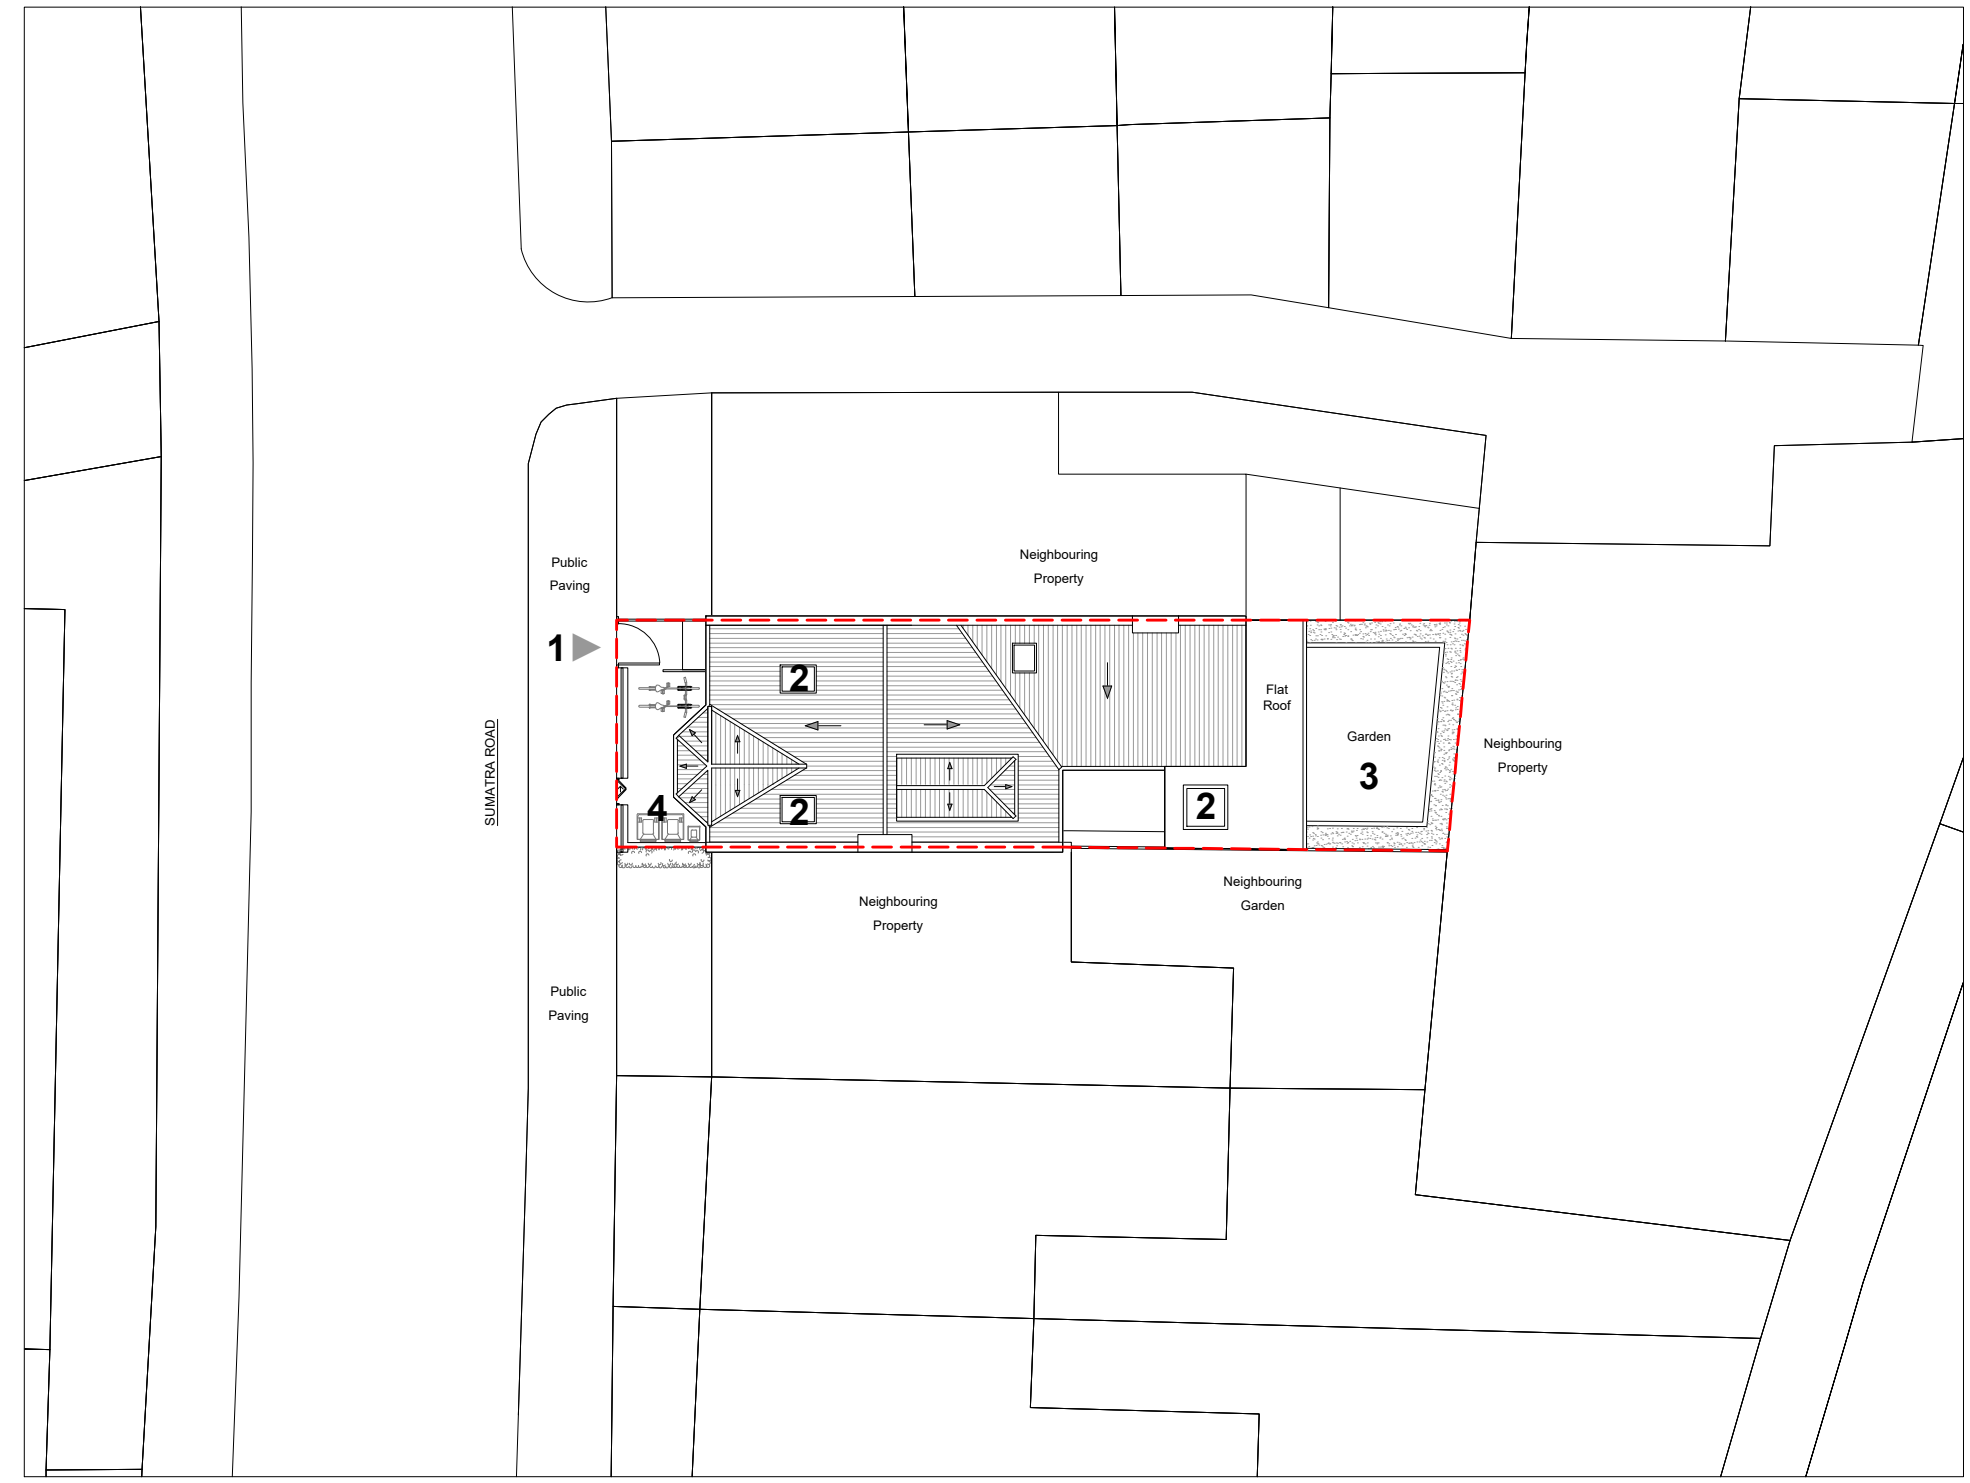 Public
Paving
Neighbouring
Property
1
2
Flat
Roof
SUMATRA ROAD
Garden
3
Neighbouring
Property
4
2
2
Neighbouring
Garden
Neighbouring
Property
Public
Paving